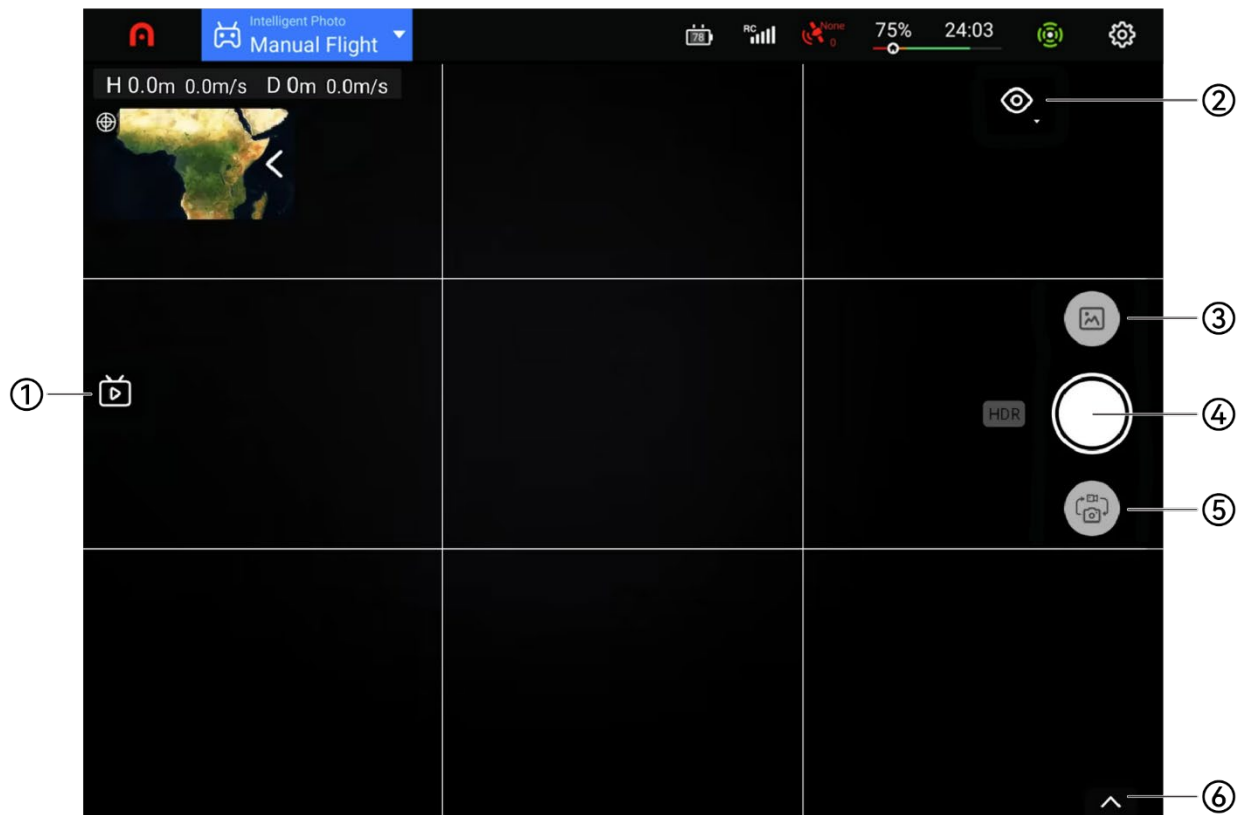 Intelligent Photo
Manual Flight
78
RC
None
0
75%
24:03
H 0.0m 0.0m/s D 0m 0.0m/s
②
③
①
HDR
④
⑤
⑥